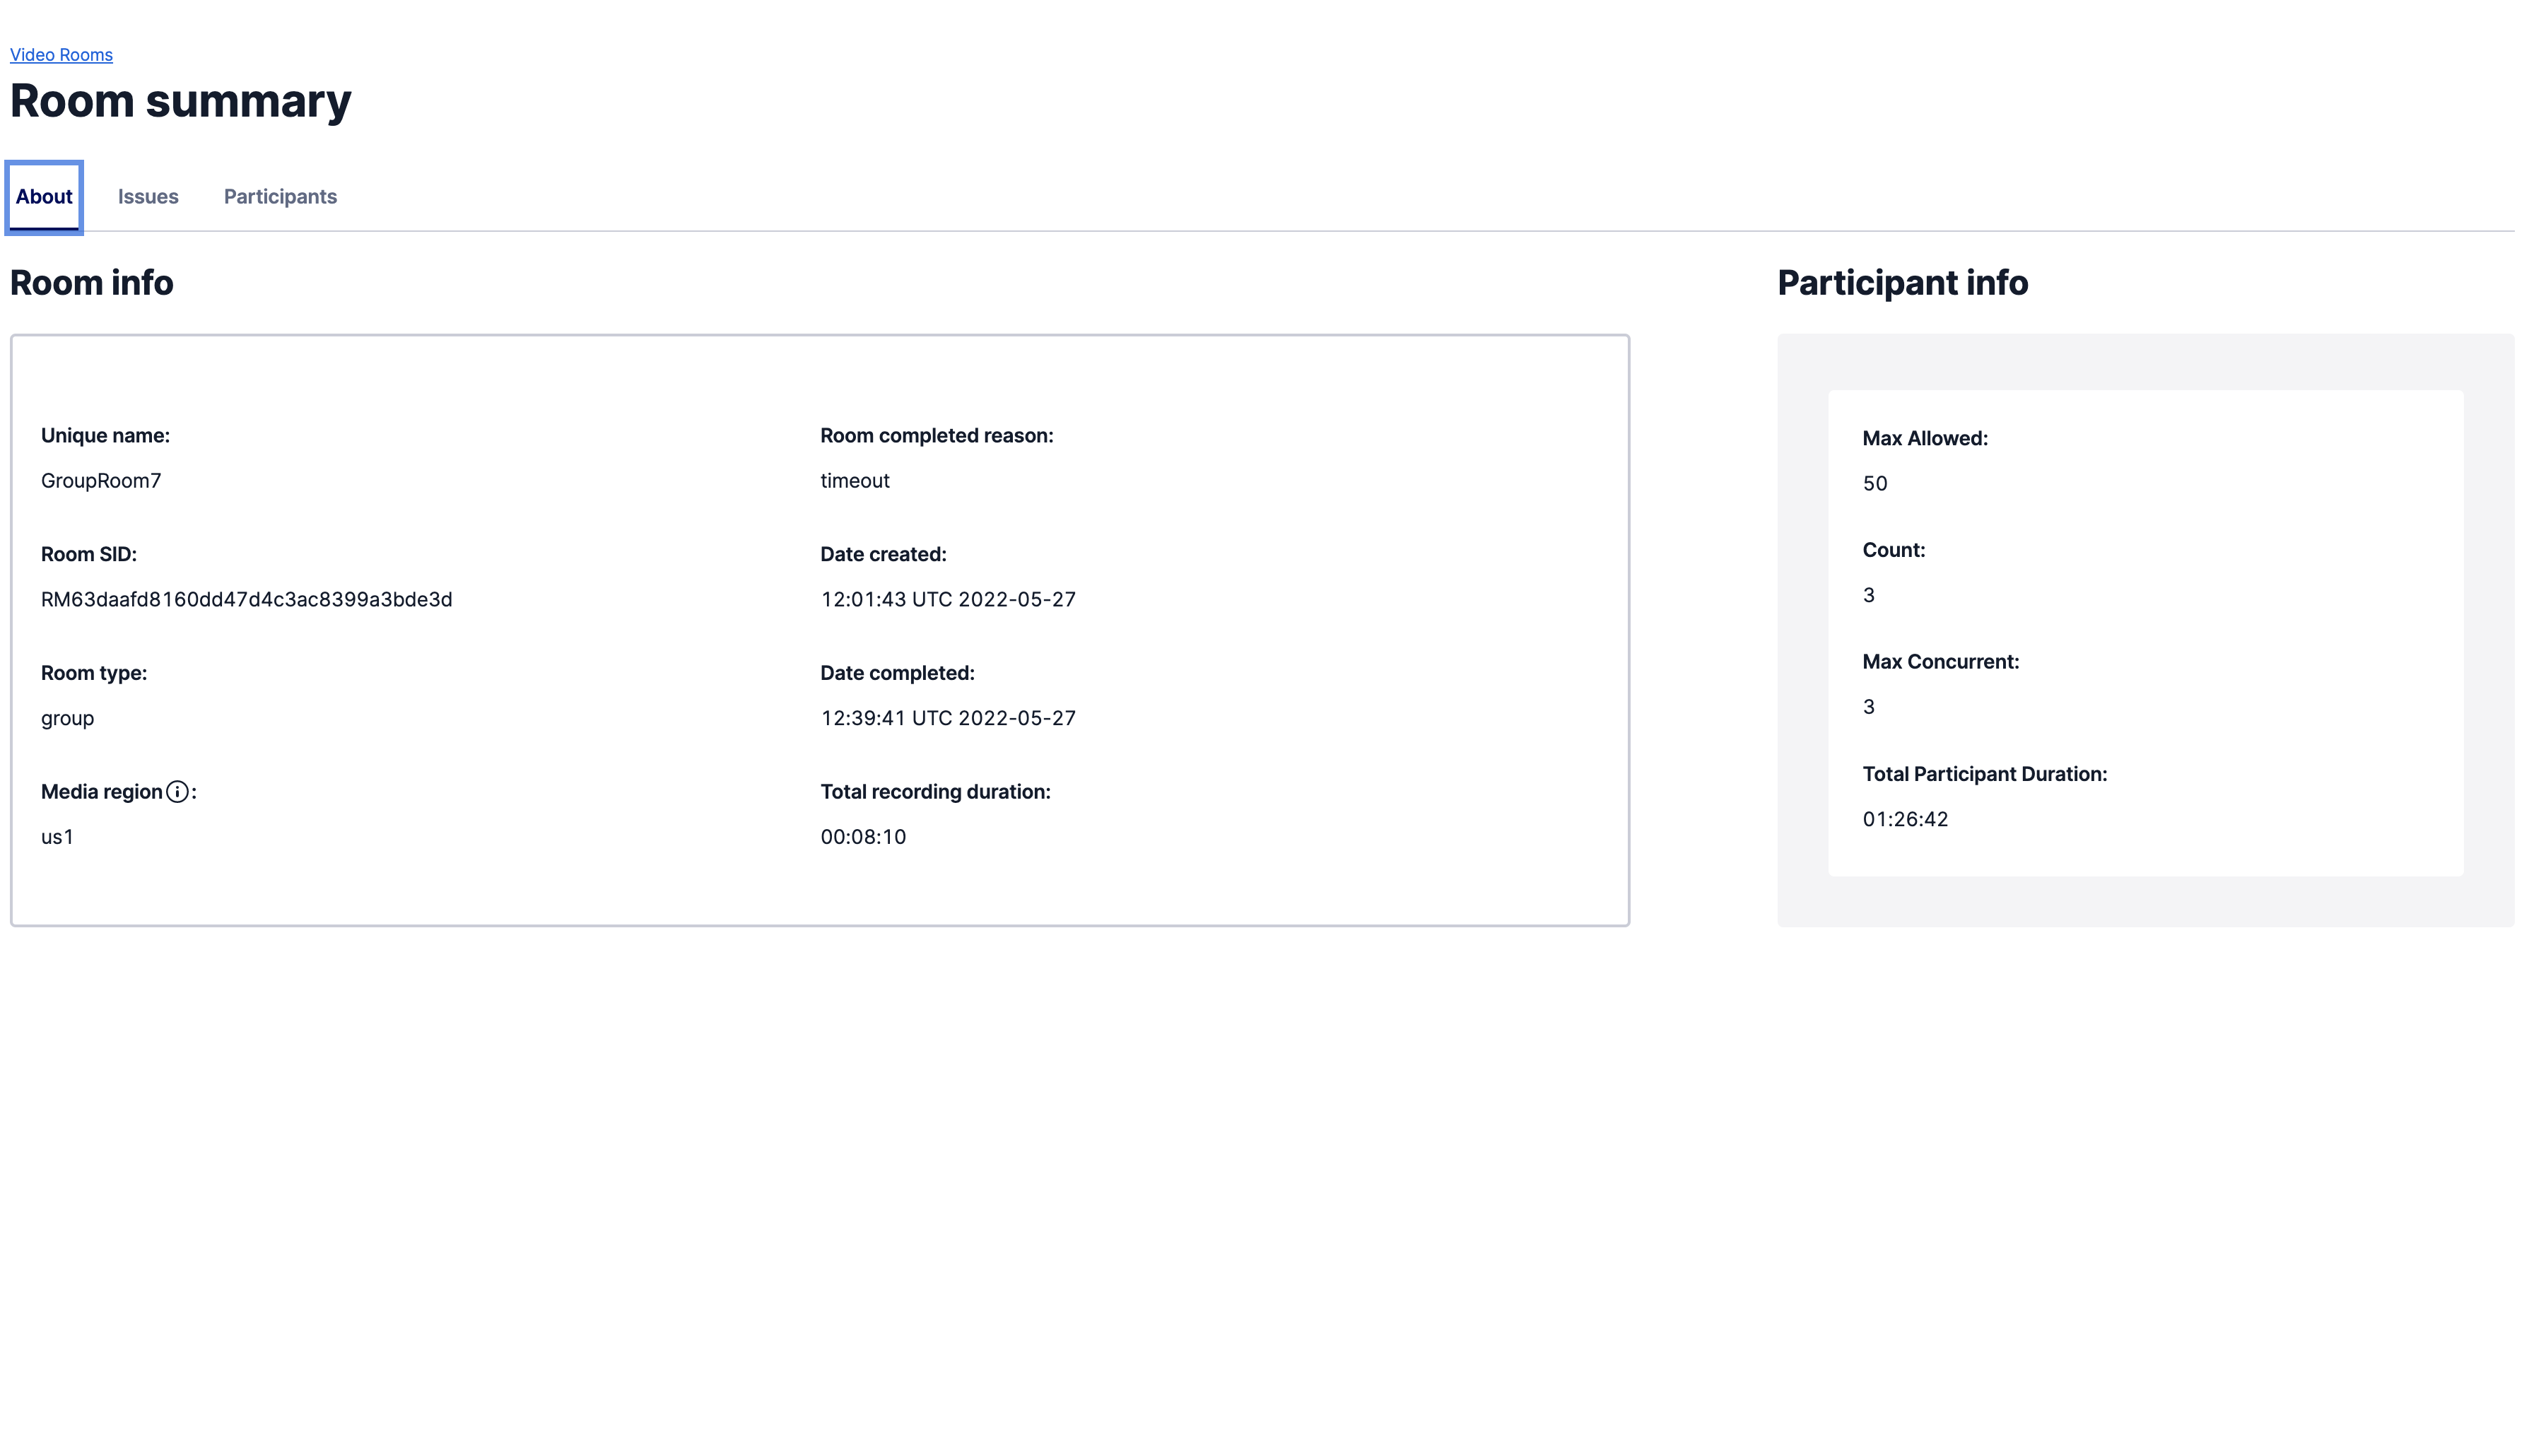 Video Rooms
Room summary
About
Issues
Participants
Room info
Unique name:
GroupRoom7
Room SID:
RM63daafd8160dd47d4c3ac8399a3bde3d
Room type:
group
Media region:
us1
Room completed reason:
timeout
Date created:
12:01:43 UTC 2022-05-27
Date completed:
12:39:41 UTC 2022-05-27
Total recording duration:
00:08:10
Participant info
Max Allowed:
50
Count:
3
Max Concurrent:
3
Total Participant Duration:
01:26:42